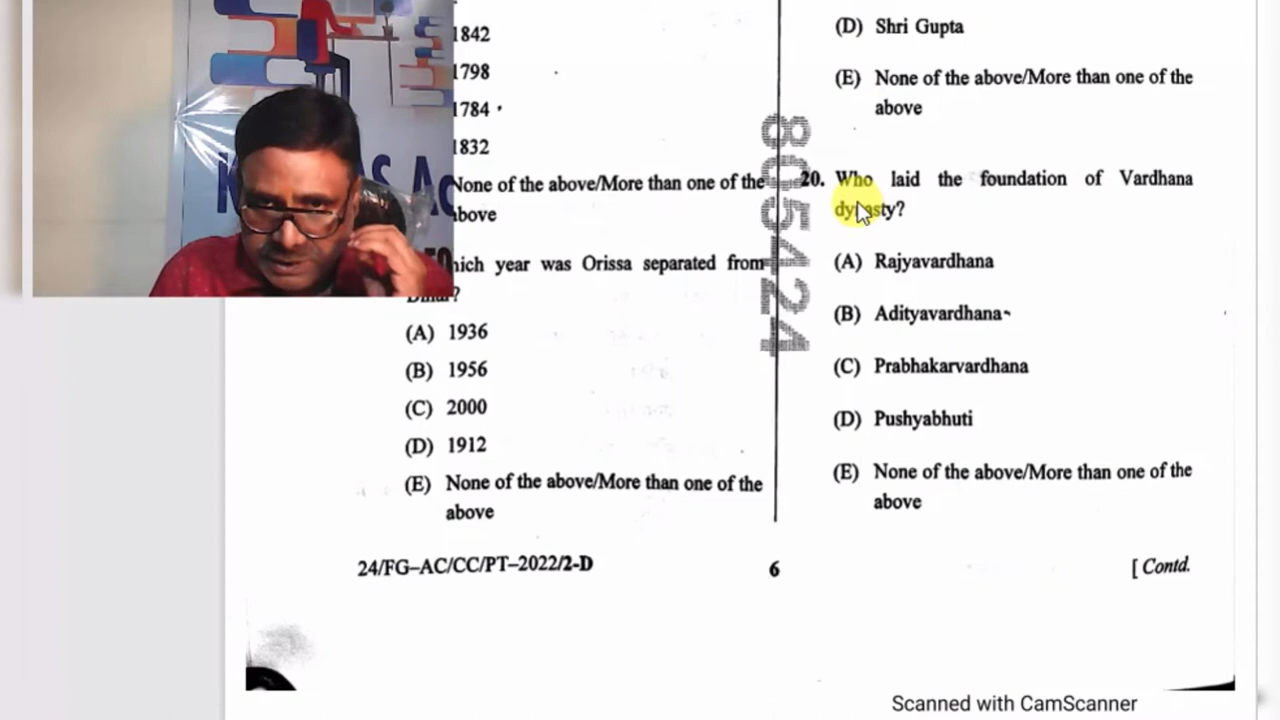 1842
1798
1784
1832
None of the above/More than one of the
above
year was Orissa separated from
(A) 1936
(B) 1956
(C) 2000
(D) 1912
(E) None of the above/More than one of the
above
24/FG–AC/CC/PT–2022/2-D
805424
(D) Shri Gupta
(E) None of the above/More than one of the
above
20. Who laid the foundation of Vardhana
dynasty?
(A) Rajyavardhana
(B) Adityavardhana
(C) Prabhakarvardhana
(D) Pushyabhuti
(E) None of the above/More than one of the
above
6
[ Contd.
Scanned with CamScanner